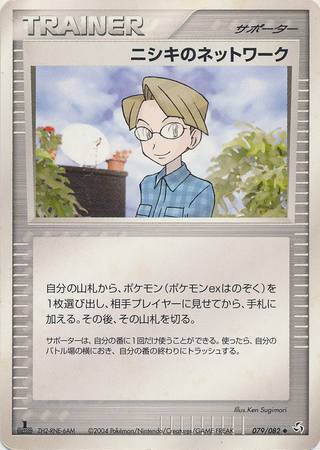 TRAINER
サポーター
ニシキのネットワーク
自分の山札から、ポケモン（ポケモンexはのぞく）を
1枚選び出し、相手プレイヤーに見せてから、手札に
加える。その後、その山札を切る。
サポーターは、自分の番に1回だけ使うことができる。使ったら、自分の
バトル場の横におき、自分の番の終わりにトラッシュする。
Illus.Ken Sugimori
1
ZH2-RNE-6AM ©2004 Pokémon/Nintendo/Creatures/GAME FREAK 079/082